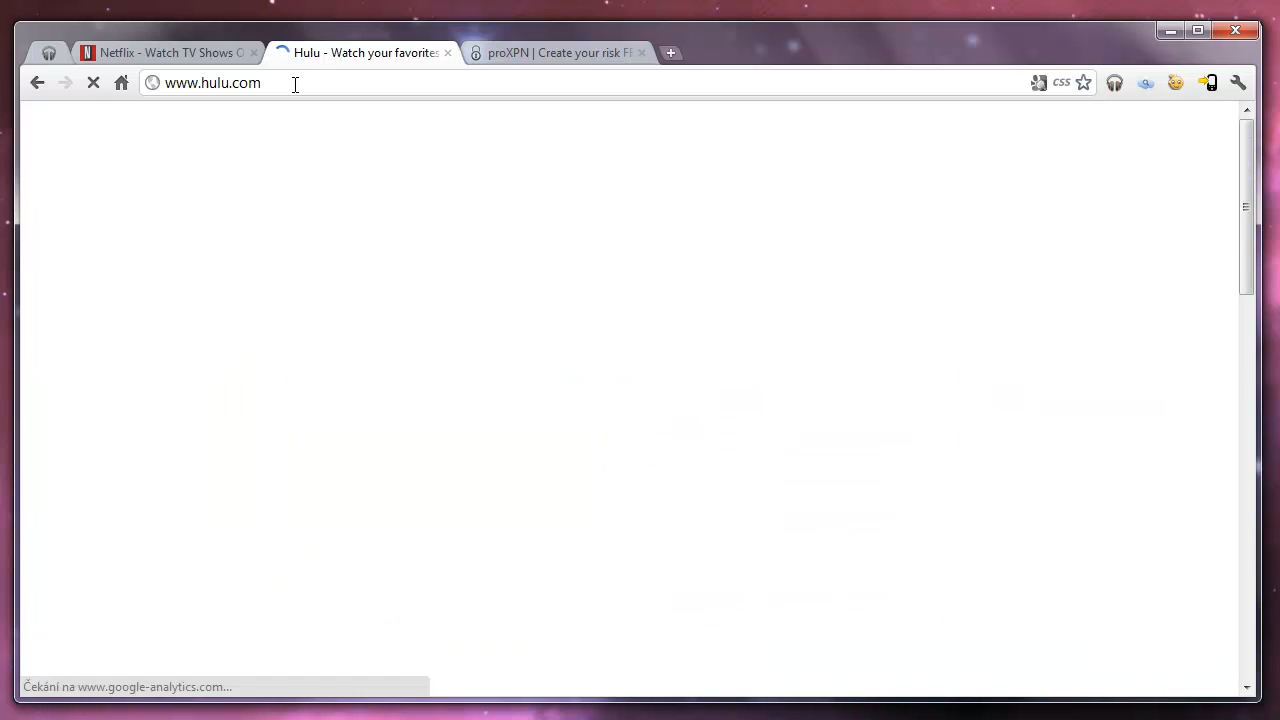 Netflix - Watch TV Shows O
Hulu - Watch your favorites
proXPN | Create your risk FR
www.hulu.com
CSS
Čekání na www.google-analytics.com...